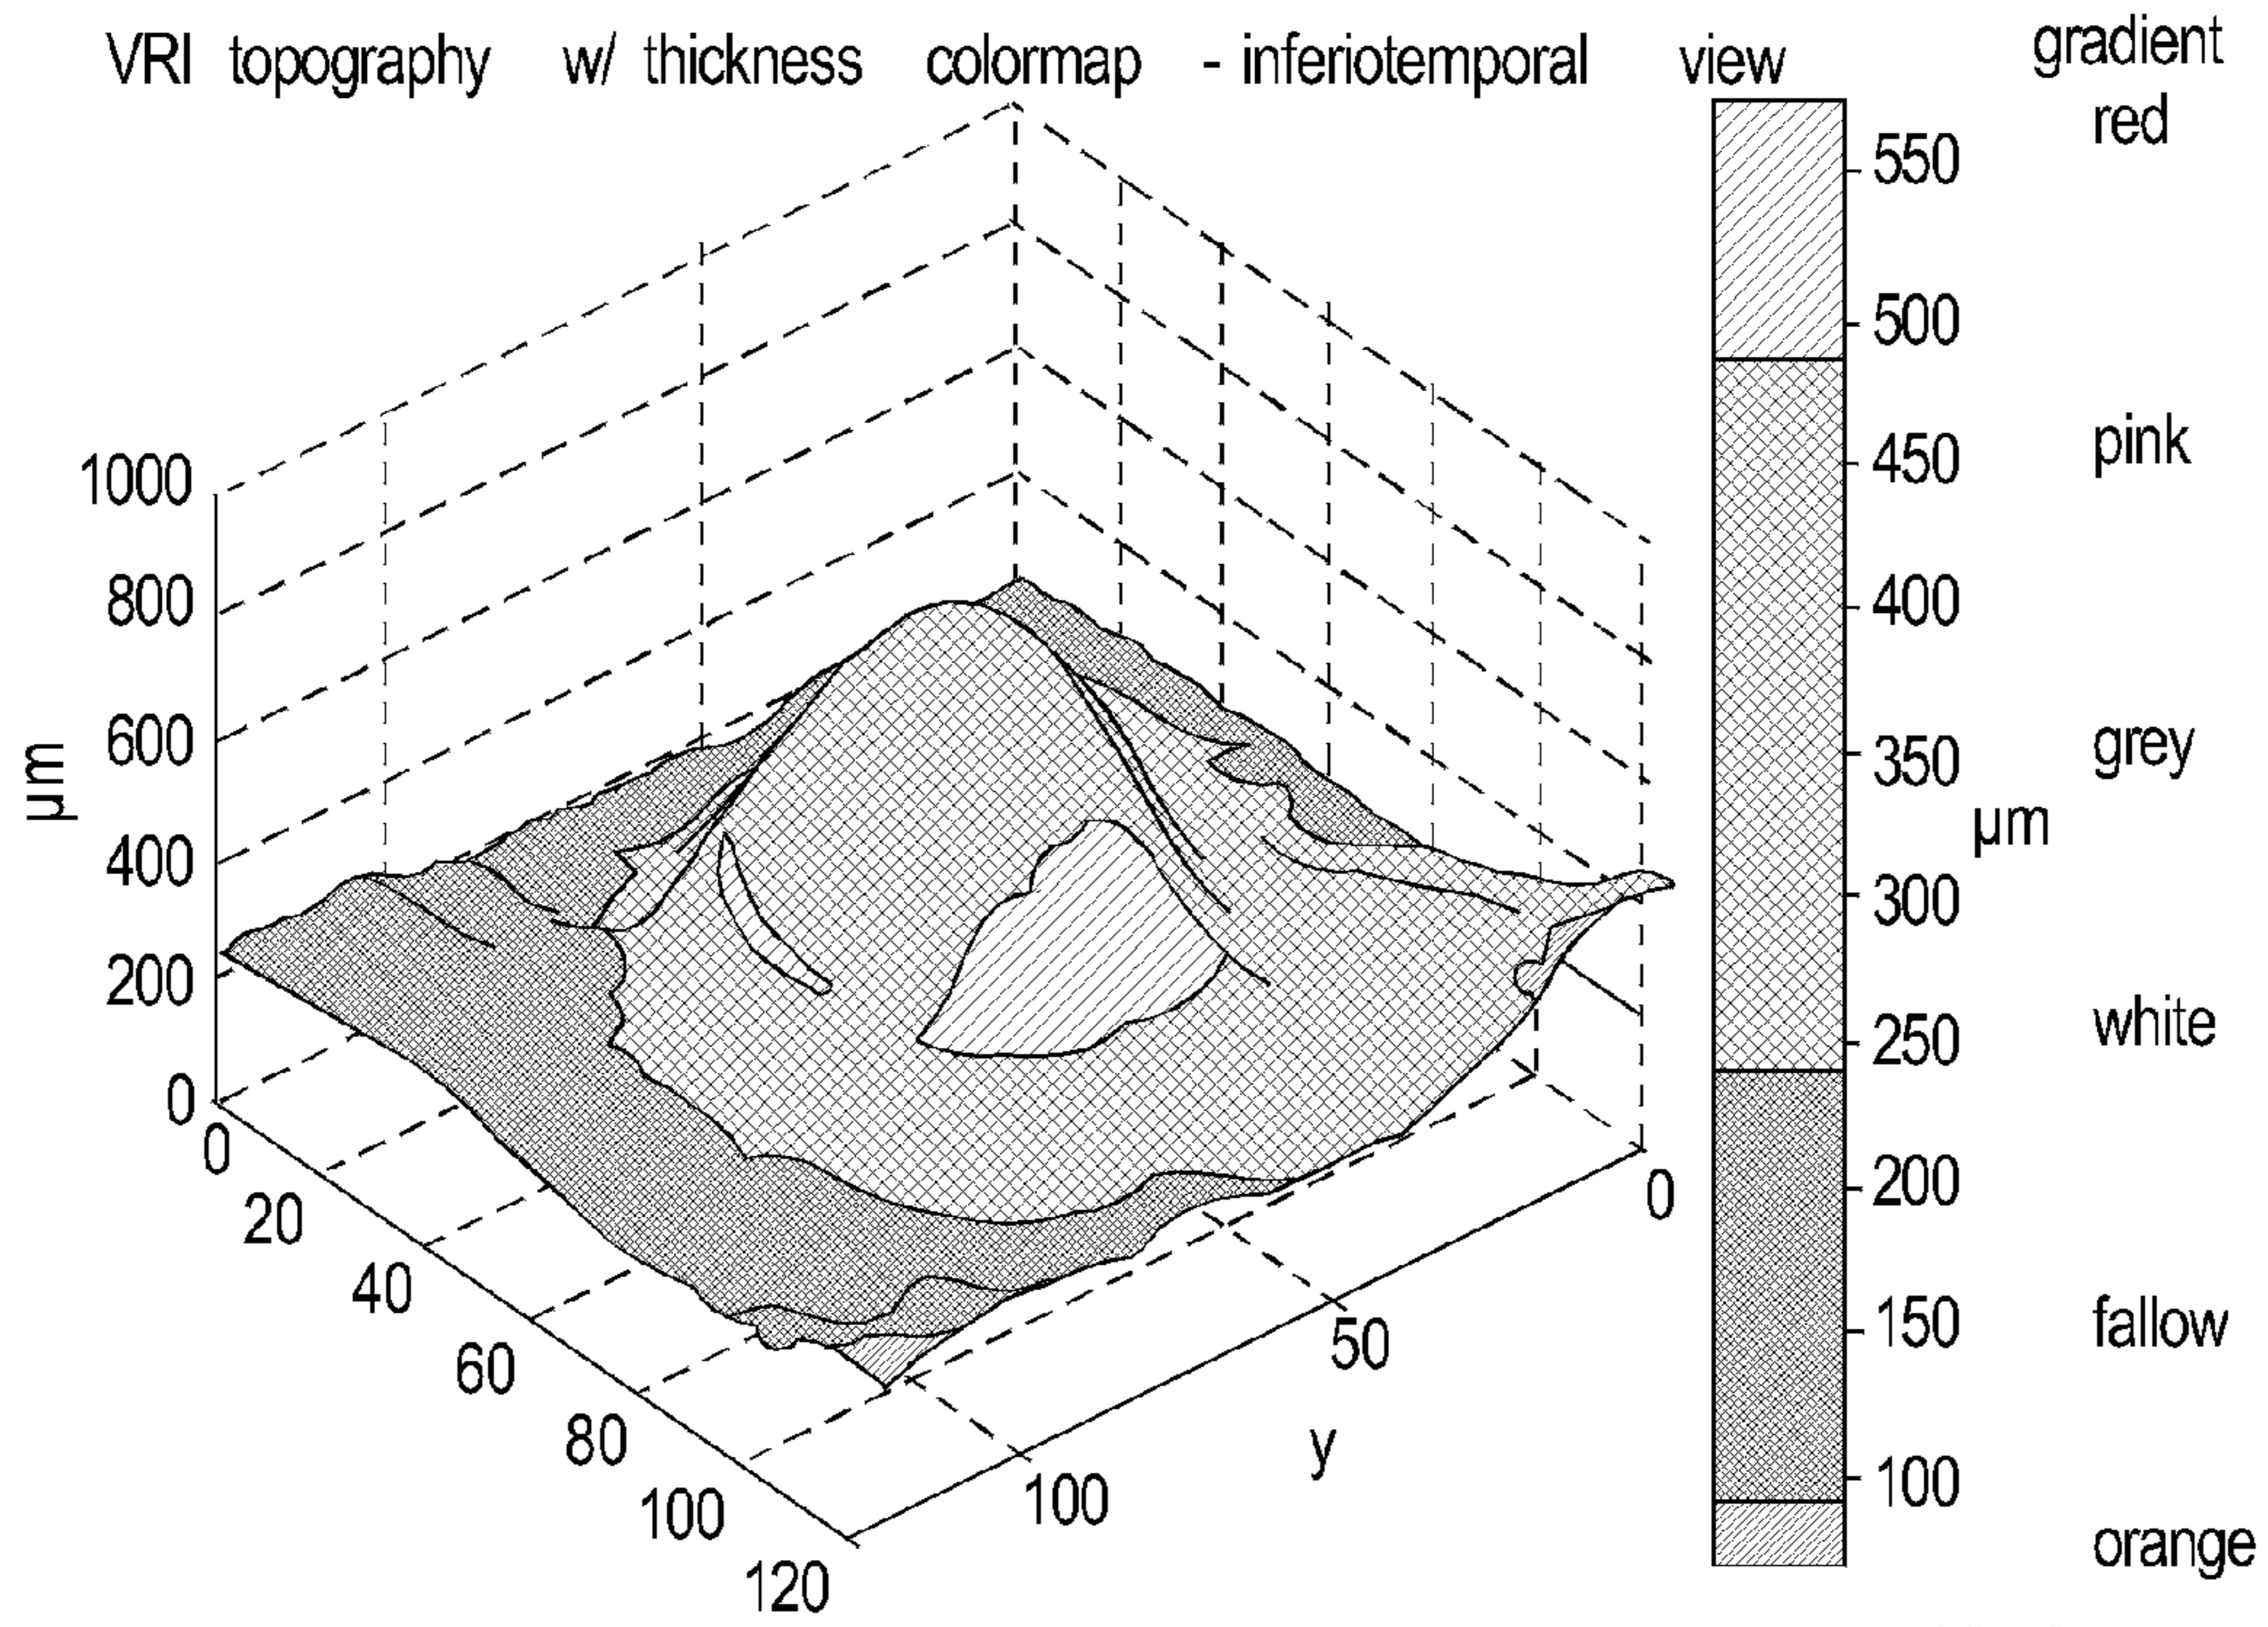 VRI topography w/ thickness colormap - inferiotemporal view
gradient
red
pink
grey
white
fallow
orange
550
500
450
400
350
300
250
200
150
100
µm
1000
800
600
400
200
0
µm
0
20
40
60
80
100
120
0
50
100
y